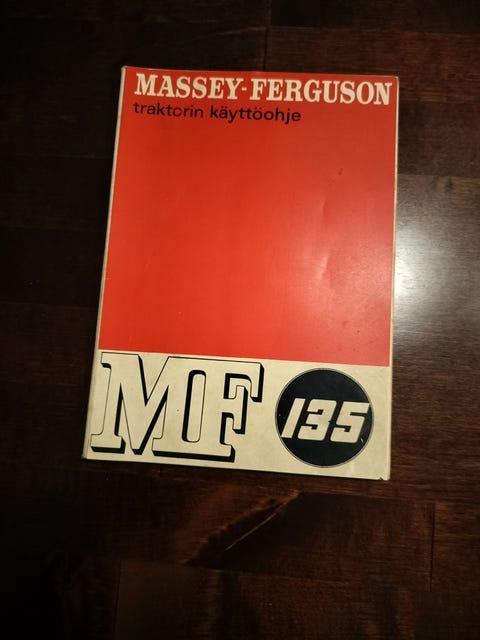 MASSEY-FERGUSON
traktorin käyttöohje
MF 135